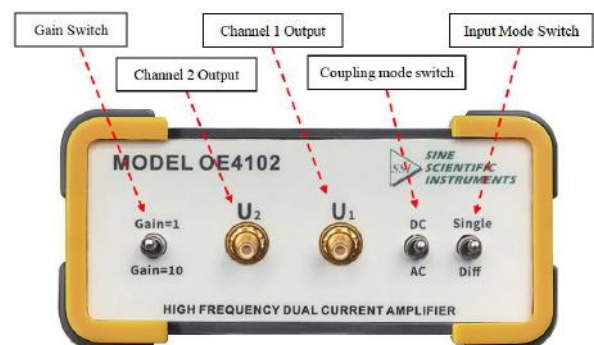 Gain Switch
Channel 1 Output
Input Mode Switch
Channel 2 Output
Coupling mode switch
MODEL OE4102
SSI
SINE
SCIENTIFIC
INSTRUMENTS
U2
U1
Gain=1
DC
Single
Gain=10
AC
Diff
HIGH FREQUENCY DUAL CURRENT AMPLIFIER